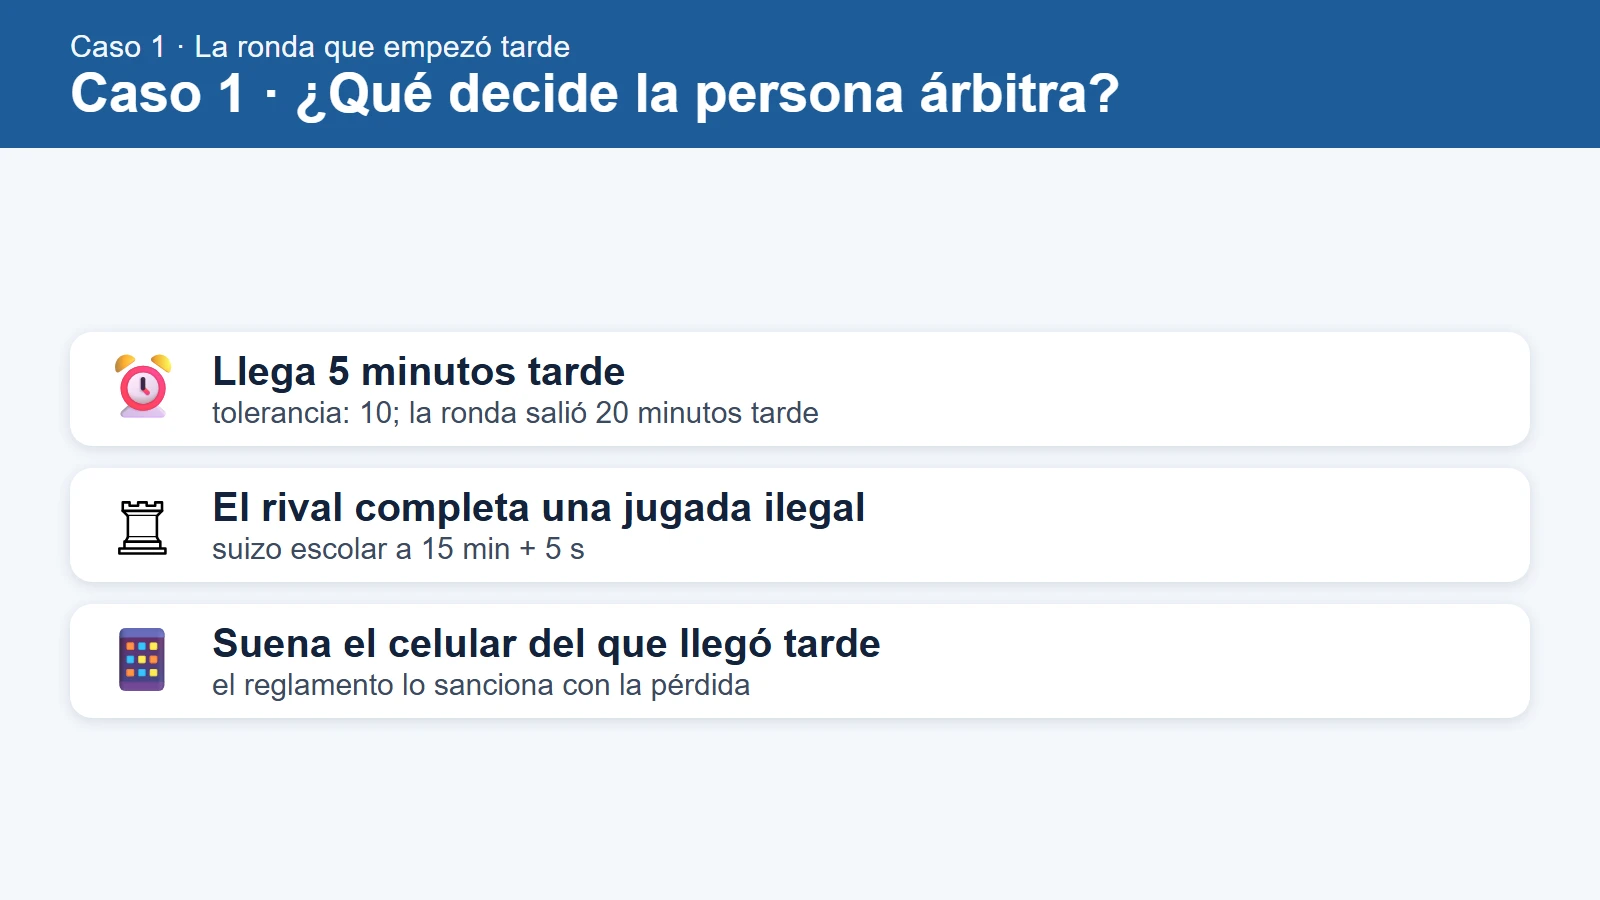 Caso 1 · La ronda que empezó tarde
Caso 1 · ¿Qué decide la persona árbitra?
Llega 5 minutos tarde
tolerancia: 10; la ronda salió 20 minutos tarde
El rival completa una jugada ilegal
suizo escolar a 15 min + 5 s
Suena el celular del que llegó tarde
el reglamento lo sanciona con la pérdida